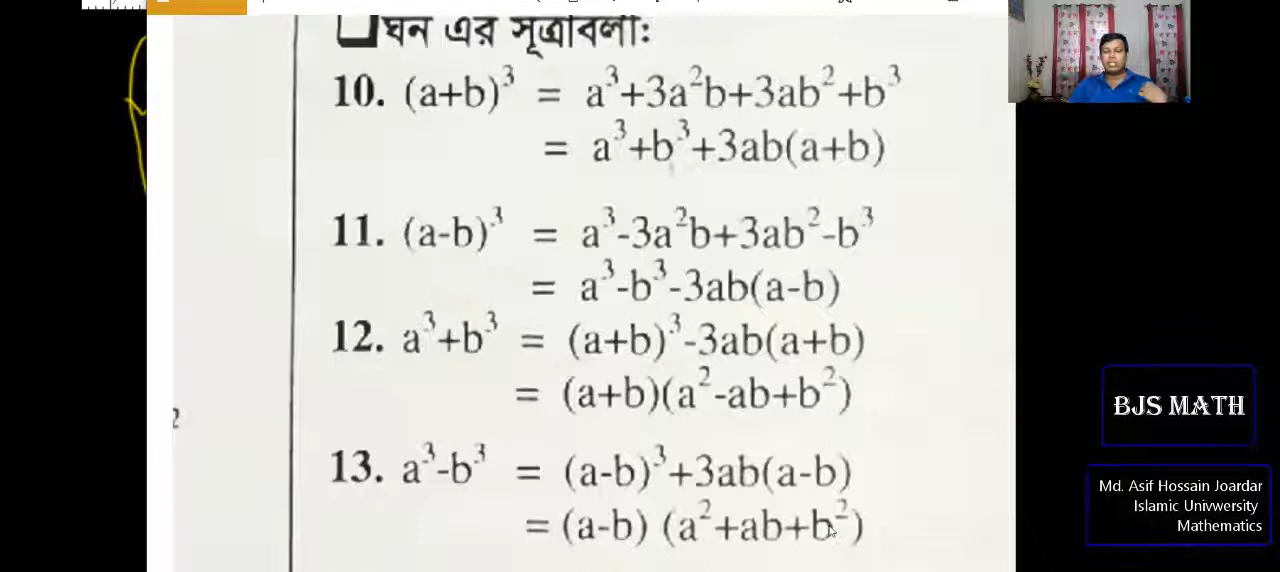 ঘন এর সূত্রাবলীঃ
10. (a+b)³ = a³+3a²b+3ab²+b³
= a³+b³+3ab(a+b)
11. (a-b)³ = a³-3a²b+3ab²-b³
= a³-b³-3ab(a-b)
12. a³+b³ = (a+b)³-3ab(a+b)
= (a+b)(a²-ab+b²)
2
13. a³-b³ = (a-b)³+3ab(a-b)
= (a-b) (a²+ab+b²)
BJS MATH
Md. Asif Hossain Joardar
Islamic Univwersity
Mathematics